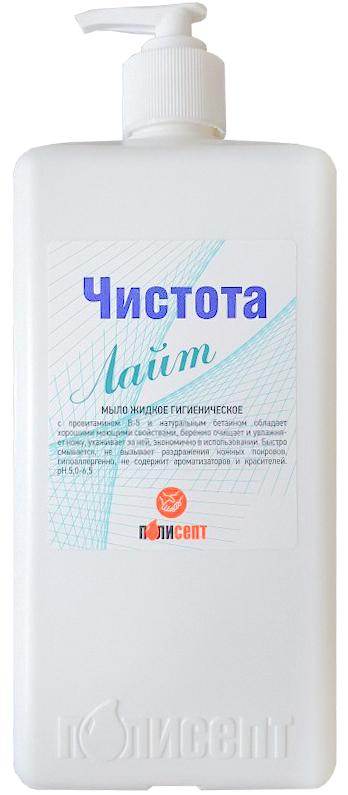 Чистота
Лайт
МЫЛО ЖИДКОЕ ГИГИЕНИЧЕСКОЕ
с провитамином В-5 и натуральным бетаином обладает
хорошими моющими свойствами, бережно очищает и увлажня-
ет кожу, ухаживает за ней, экономично в использовании. Быстро
смывается, не вызывает раздражения кожных покровов,
гипоаллергенно, не содержит ароматизаторов и красителей.
pH 5,0-6,5
ПОЛИСЕПТ
ПОЛИСЕПТ